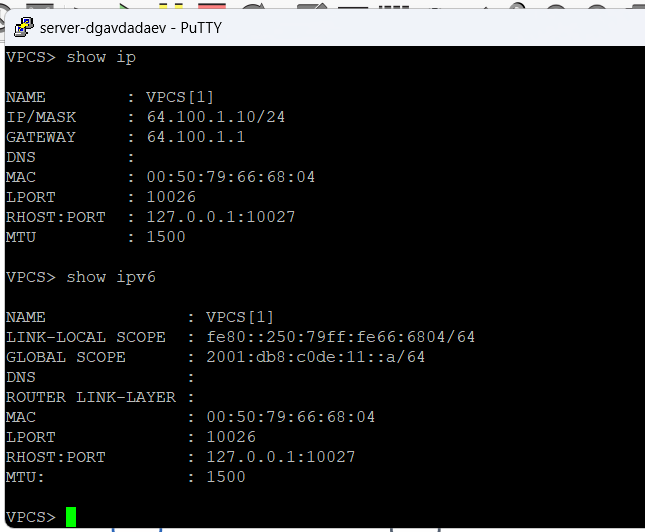 server-dgavdadaev - PuTTY
VPCS> show ip
NAME : VPCS[1]
IP/MASK : 64.100.1.10/24
GATEWAY : 64.100.1.1
DNS :
MAC : 00:50:79:66:68:04
LPORT : 10026
RHOST:PORT : 127.0.0.1:10027
MTU : 1500
VPCS> show ipv6
NAME : VPCS[1]
LINK-LOCAL SCOPE : fe80::250:79ff:fe66:6804/64
GLOBAL SCOPE : 2001:db8:c0de:11::a/64
DNS :
ROUTER LINK-LAYER :
MAC : 00:50:79:66:68:04
LPORT : 10026
RHOST:PORT : 127.0.0.1:10027
MTU: : 1500
VPCS>